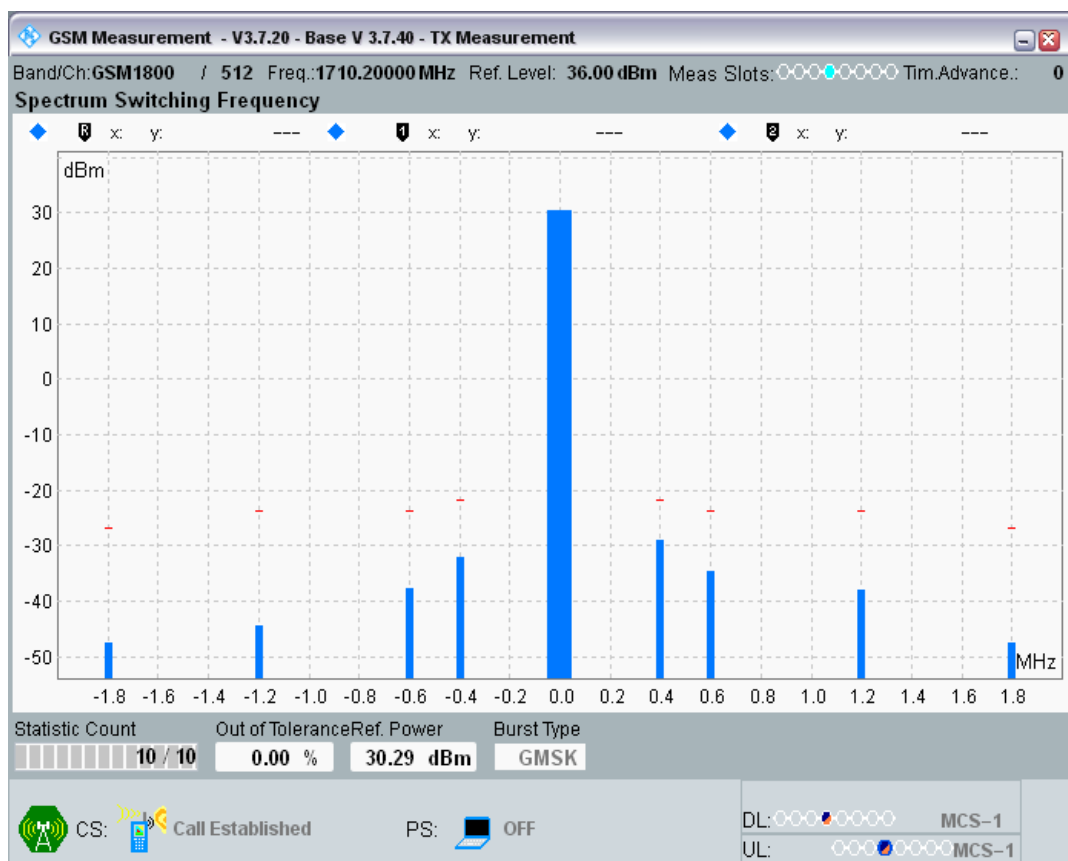 GSM Measurement - V3.7.20 - Base V 3.7.40 - TX Measurement
Band/Ch:GSM1800 / 512 Freq.:1710.20000 MHz Ref. Level: 36.00 dBm Meas Slots: Tim.Advance.: 0
Spectrum Switching Frequency
R x: y: --- 1 x: y: --- 2 x: y: ---
dBm
30
20
10
0
-10
-20
-30
-40
-50
MHz
-1.8 -1.6 -1.4 -1.2 -1.0 -0.8 -0.6 -0.4 -0.2 0.0 0.2 0.4 0.6 0.8 1.0 1.2 1.4 1.6 1.8
Statistic Count Out of Tolerance Ref. Power Burst Type
10 / 10 0.00 % 30.29 dBm GMSK
CS: Call Established PS: OFF
DL: MCS-1
UL: MCS-1